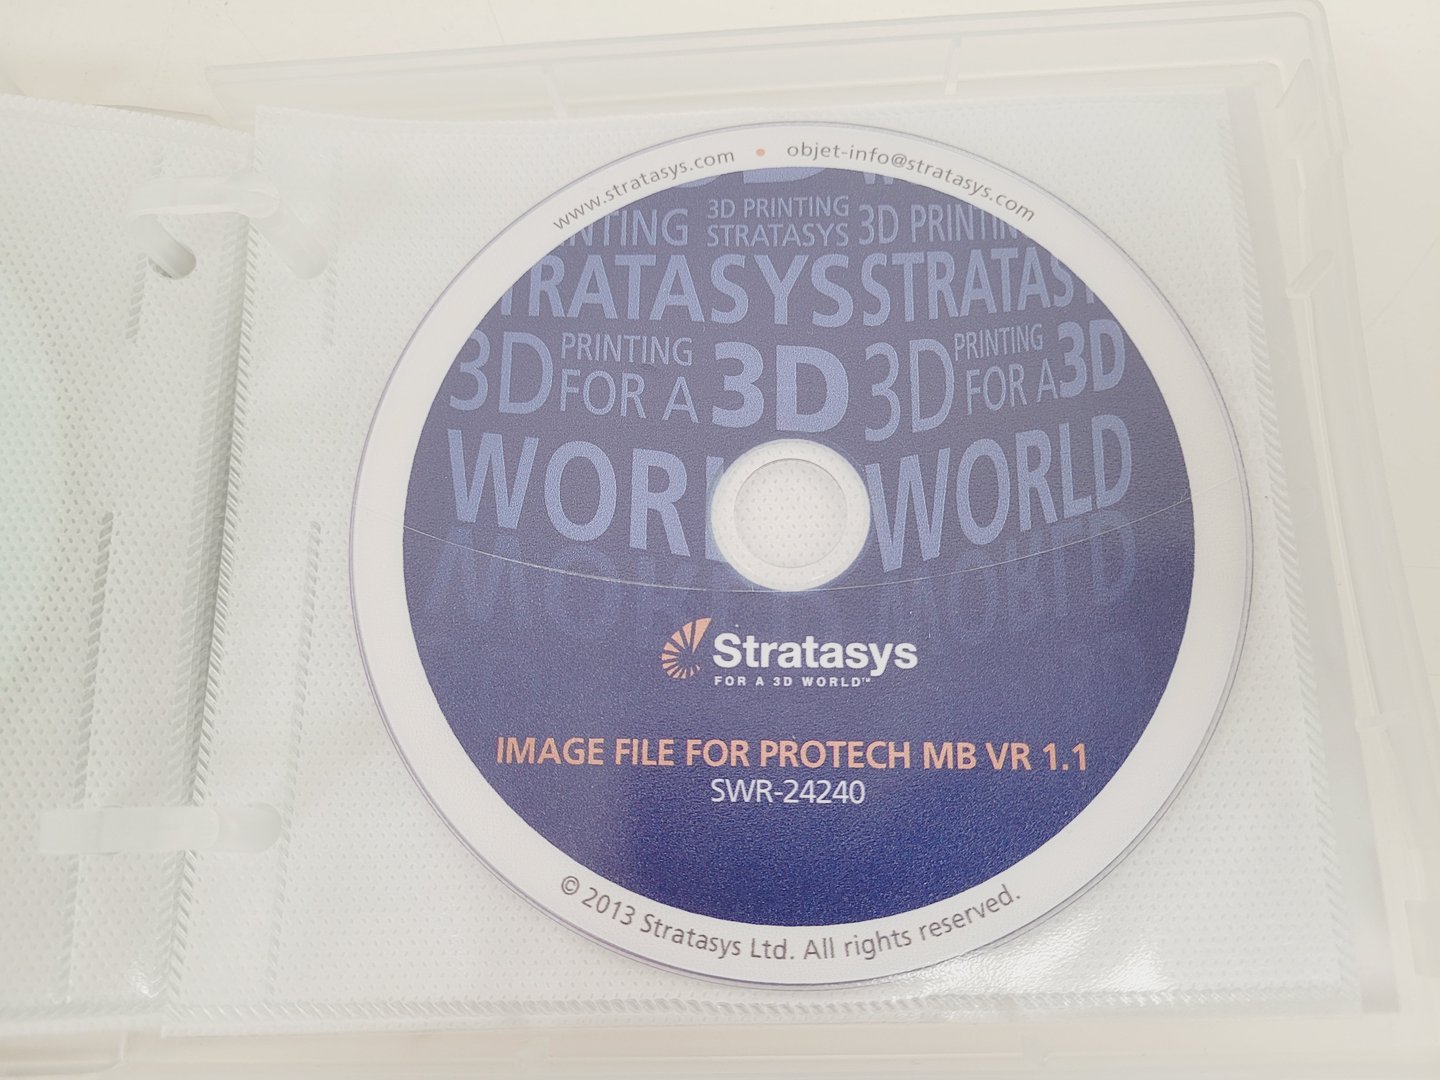 www.stratasys.com • objet-info@stratasys.com
3D PRINTING
STRATASYS
3D PRINTIN
STRATASYS STRATASY
3D PRINTING FOR A 3D 3D PRINTING FOR A 3D
WORLD WORLD
Stratasys
FOR A 3D WORLD™
IMAGE FILE FOR PROTECH MB VR 1.1
SWR-24240
© 2013 Stratasys Ltd. All rights reserved.